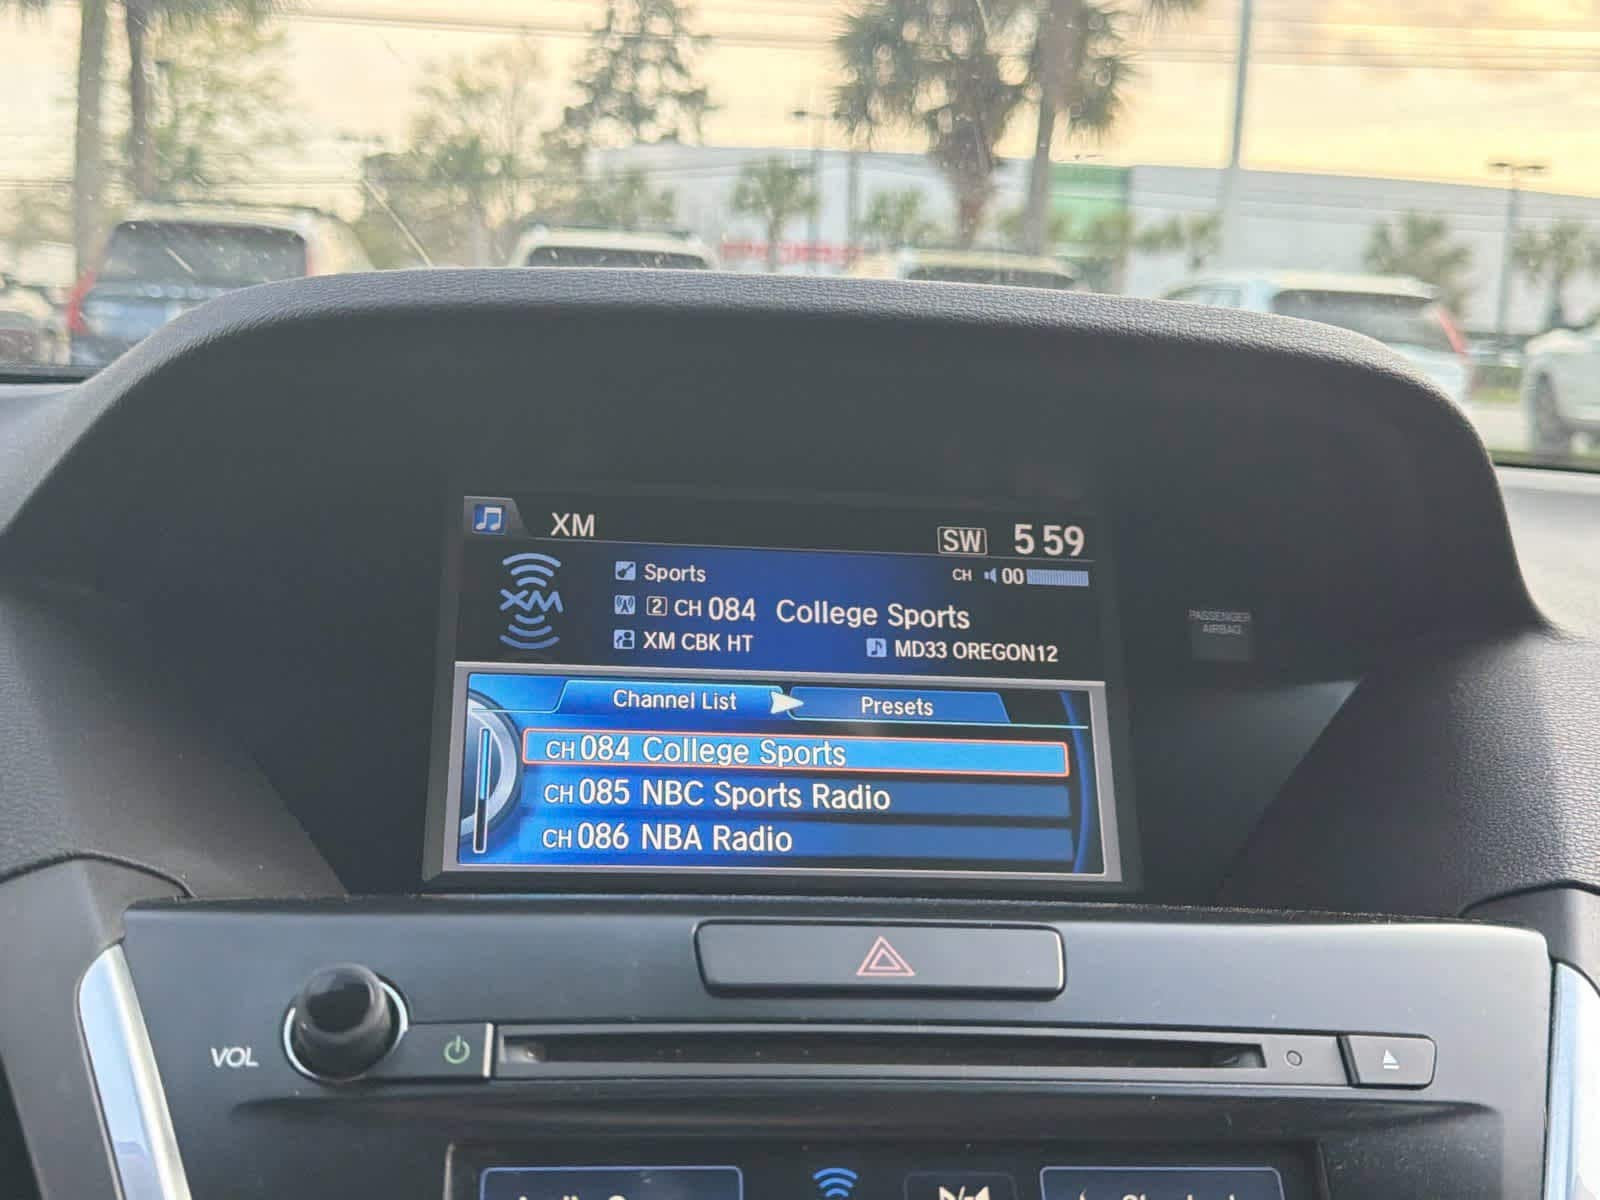 XM
SW 5 59
XM
Sports
CH 00
2 CH 084 College Sports
XM CBK HT
MD33 OREGON12
Channel List
Presets
CH 084 College Sports
CH 085 NBC Sports Radio
CH 086 NBA Radio
PASSENGER
AIRBAG
VOL